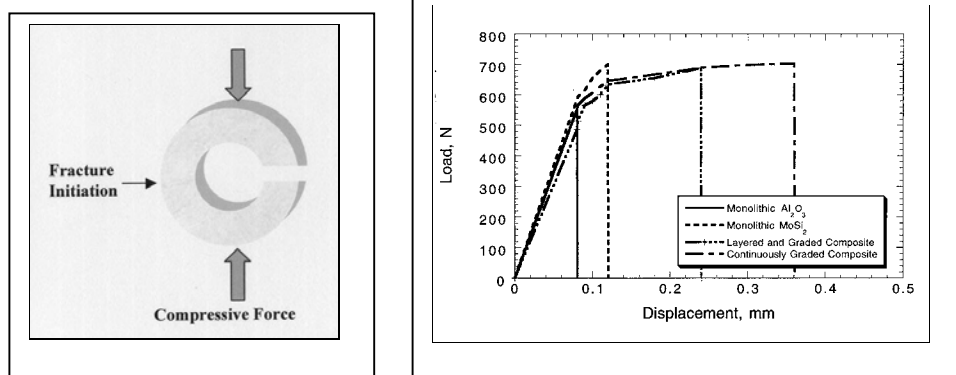 Fracture
Initiation
Compressive Force
800
700
600
500
400
300
200
100
0
Load, N
Monolithic Al2O3
Monolithic MoSi2
Layered and Graded Composite
Continuously Graded Composite
0 0.1 0.2 0.3 0.4 0.5
Displacement, mm